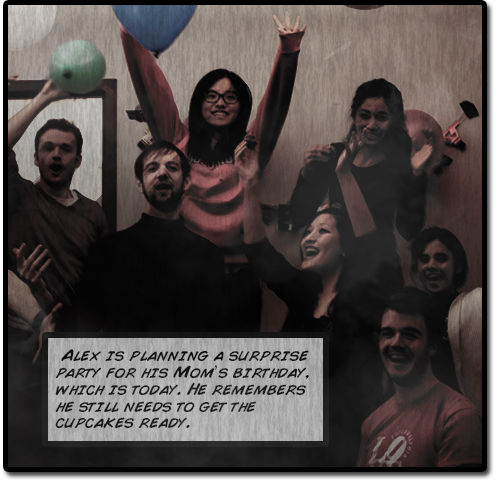 Alex is planning a surprise
party for his Mom's birthday,
which is today. He remembers
he still needs to get the
cupcakes ready.